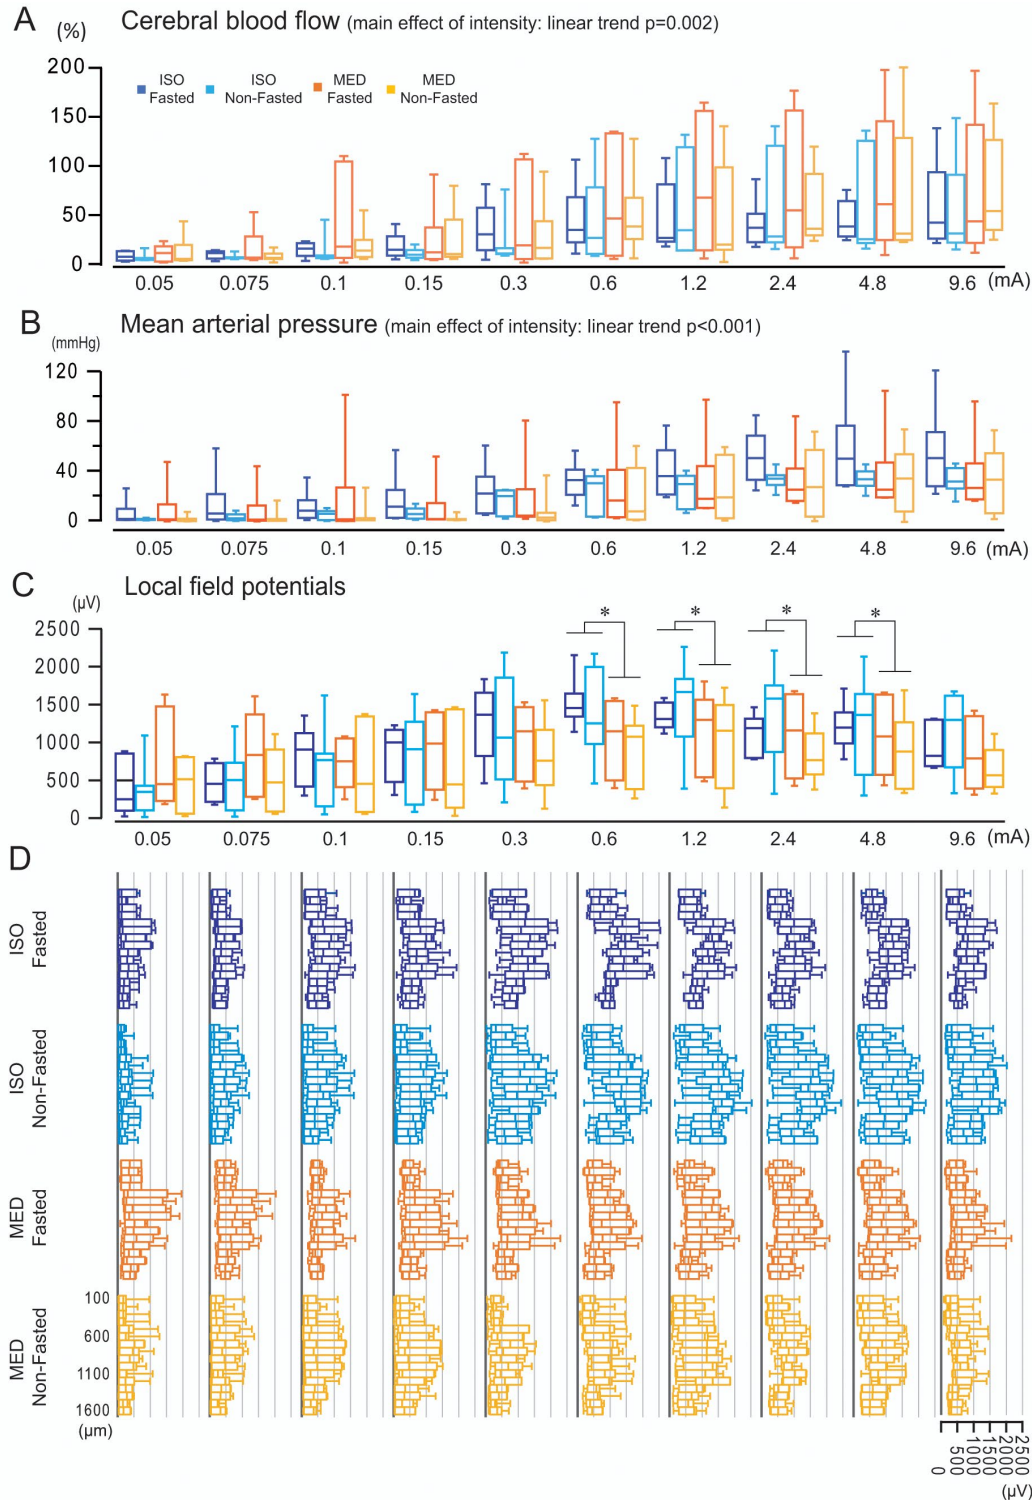 A Cerebral blood flow (main effect of intensity: linear trend p=0.002)
(%)
ISO Fasted
ISO Non-Fasted
MED Fasted
MED Non-Fasted
200
150
100
50
0
0.05 0.075 0.1 0.15 0.3 0.6 1.2 2.4 4.8 9.6 (mA)
B Mean arterial pressure (main effect of intensity: linear trend p<0.001)
(mmHg)
120
80
40
0
0.05 0.075 0.1 0.15 0.3 0.6 1.2 2.4 4.8 9.6 (mA)
C Local field potentials
(µV)
* * * *
2500
2000
1500
1000
500
0
0.05 0.075 0.1 0.15 0.3 0.6 1.2 2.4 4.8 9.6 (mA)
D
ISO
Fasted
ISO
Non-Fasted
MED
Fasted
MED
Non-Fasted
100
600
1100
1600
(µm)
0 500 1000 1500 2000 2500
(µV)